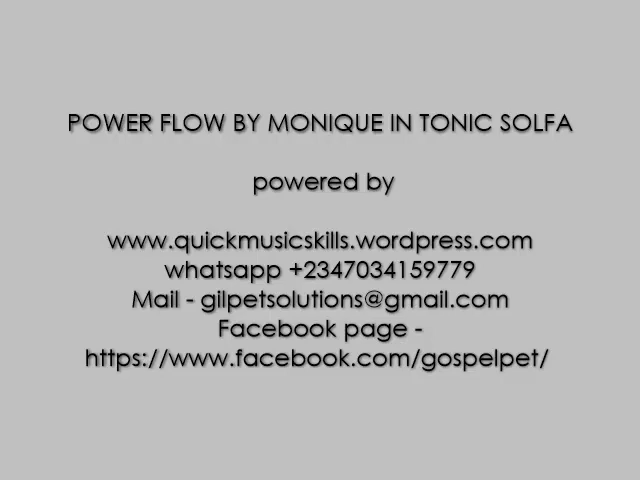 POWER FLOW BY MONIQUE IN TONIC SOLFA
powered by
www.quickmusicskills.wordpress.com
whatsapp +2347034159779
Mail - gilpetsolutions@gmail.com
Facebook page -
https://www.facebook.com/gospelpet/